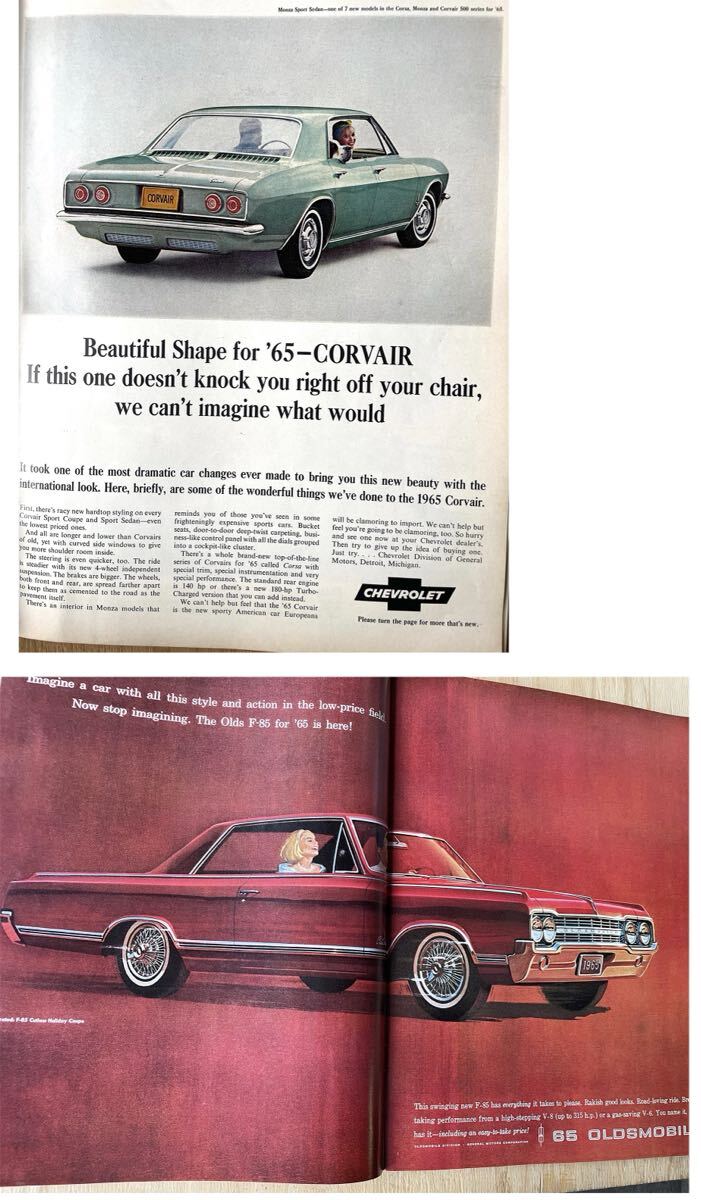 Monza Sport Sedan—one of 7 new models in the Corsa, Monza and Corvair 500 series for '65.
CORVAIR
Beautiful Shape for '65—CORVAIR
If this one doesn't knock you right off your chair,
we can't imagine what would
It took one of the most dramatic car changes ever made to bring you this new beauty with the
international look. Here, briefly, are some of the wonderful things we've done to the 1965 Corvair.
First, there's racy new hardtop styling on every
Corvair Sport Coupe and Sport Sedan—even
the lowest priced ones.
And all are longer and lower than Corvairs
of old, yet with curved side windows to give
you more shoulder room inside.
The steering is even quicker, too. The ride
is steadier with its new 4-wheel independent
suspension. The brakes are bigger. The wheels,
both front and rear, are spread farther apart
to keep them as cemented to the road as the
pavement itself.
There's an interior in Monza models that
reminds you of those you've seen in some
frighteningly expensive sports cars. Bucket
seats, door-to-door deep-twist carpeting, busi-
ness-like control panel with all the dials grouped
into a cockpit-like cluster.
There's a whole brand-new top-of-the-line
series of Corvairs for '65 called Corsa with
special trim, special instrumentation and very
special performance. The standard rear engine
is 140 hp or there's a new 180-hp Turbo-
Charged version that you can add instead.
We can't help but feel that the '65 Corvair
is the new sporty American car Europeans
will be clamoring to import. We can't help but
feel you're going to be clamoring, too. So hurry
and see one now at your Chevrolet dealer's.
Then try to give up the idea of buying one.
Just try. . . . Chevrolet Division of General
Motors, Detroit, Michigan.
CHEVROLET
Please turn the page for more that's new.
Imagine a car with all this style and action in the low-price field.
Now stop imagining. The Olds F-85 for '65 is here!
1965
F-85 Cutlass Holiday Coupe
This swinging new F-85 has everything it takes to please. Rakish good looks. Road-loving ride.
taking performance from a high-stepping V-8 (up to 315 h.p.) or a gas-saving V-6. You name it,
has it—including an easy-to-take price!
OLDSMOBILE DIVISION · GENERAL MOTORS CORPORATION
65 OLDSMOBIL